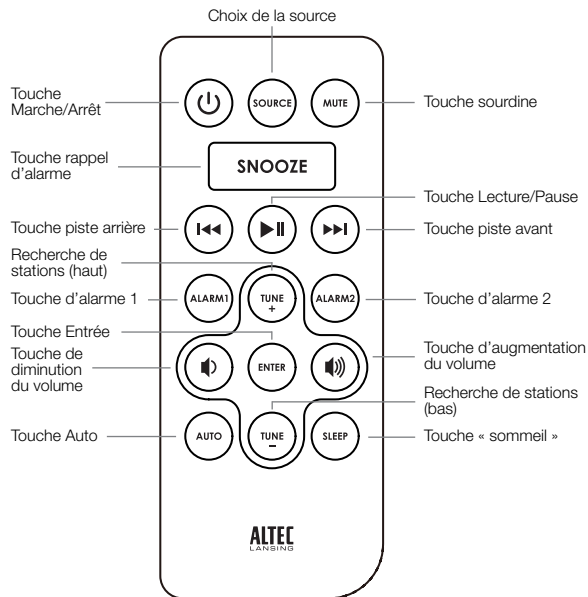 Choix de la source
Touche
Marche/Arrêt
SOURCE
MUTE
Touche sourdine
Touche rappel
d'alarme
SNOOZE
Touche Lecture/Pause
Touche piste arrière
Touche piste avant
Recherche de
stations (haut)
Touche d'alarme 1
ALARM1
TUNE
+
ALARM2
Touche d'alarme 2
Touche Entrée
Touche de
diminution
du volume
ENTER
Touche d'augmentation
du volume
Recherche de stations
(bas)
Touche Auto
AUTO
TUNE
–
SLEEP
Touche « sommeil »
ALTEC
LANSING